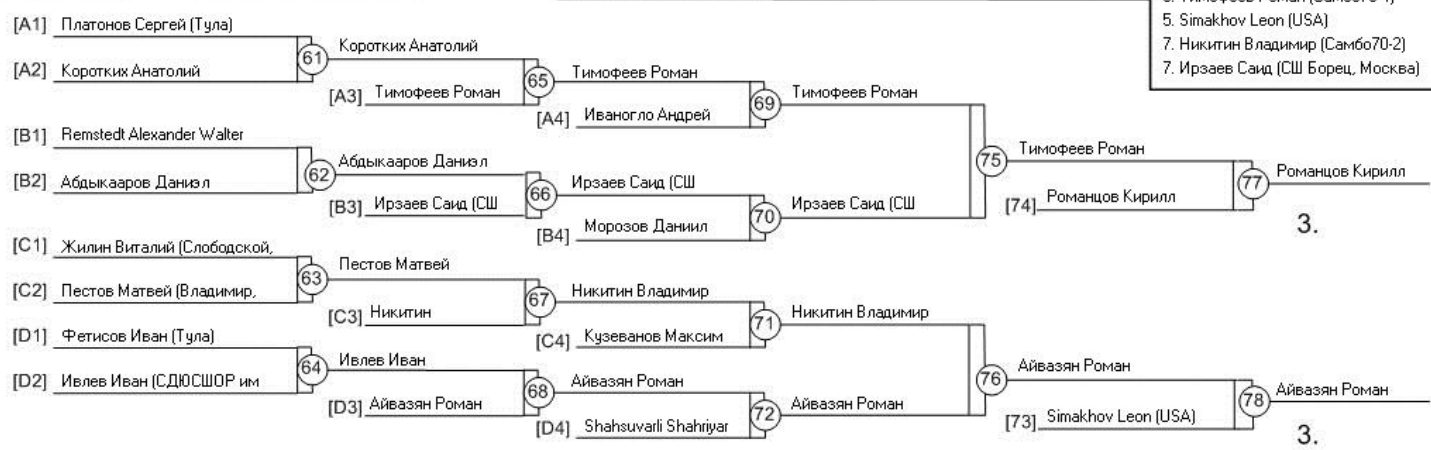 5. Simakhov Leon (USA)
7. Никитин Владимир (Самбо70-2)
7. Ирзаев Саид (СШ Борец, Москва)
[A1] Платонов Сергей (Тула)
61
Коротких Анатолий
[A2] Коротких Анатолий
65
Тимофеев Роман
[A3] Тимофеев Роман
69
Тимофеев Роман
[A4] Иваногло Андрей
[B1] Remstedt Alexander Walter
62
Абдыкааров Даниэл
[B2] Абдыкааров Даниэл
66
Ирзаев Саид (СШ
[B3] Ирзаев Саид (СШ
70
Ирзаев Саид (СШ
[B4] Морозов Даниил
75
Тимофеев Роман
[74] Романцов Кирилл
77
Романцов Кирилл
3.
[C1] Жилин Виталий (Слободской,
63
Пестов Матвей
[C2] Пестов Матвей (Владимир,
67
Никитин Владимир
[C3] Никитин
71
Никитин Владимир
[C4] Кузеванов Максим
[D1] Фетисов Иван (Тула)
64
Ивлев Иван
[D2] Ивлев Иван (СДЮСШОР им
68
Айвазян Роман
[D3] Айвазян Роман
72
Айвазян Роман
[D4] Shahsuvarli Shahriyar
76
Айвазян Роман
[73] Simakhov Leon (USA)
78
Айвазян Роман
3.